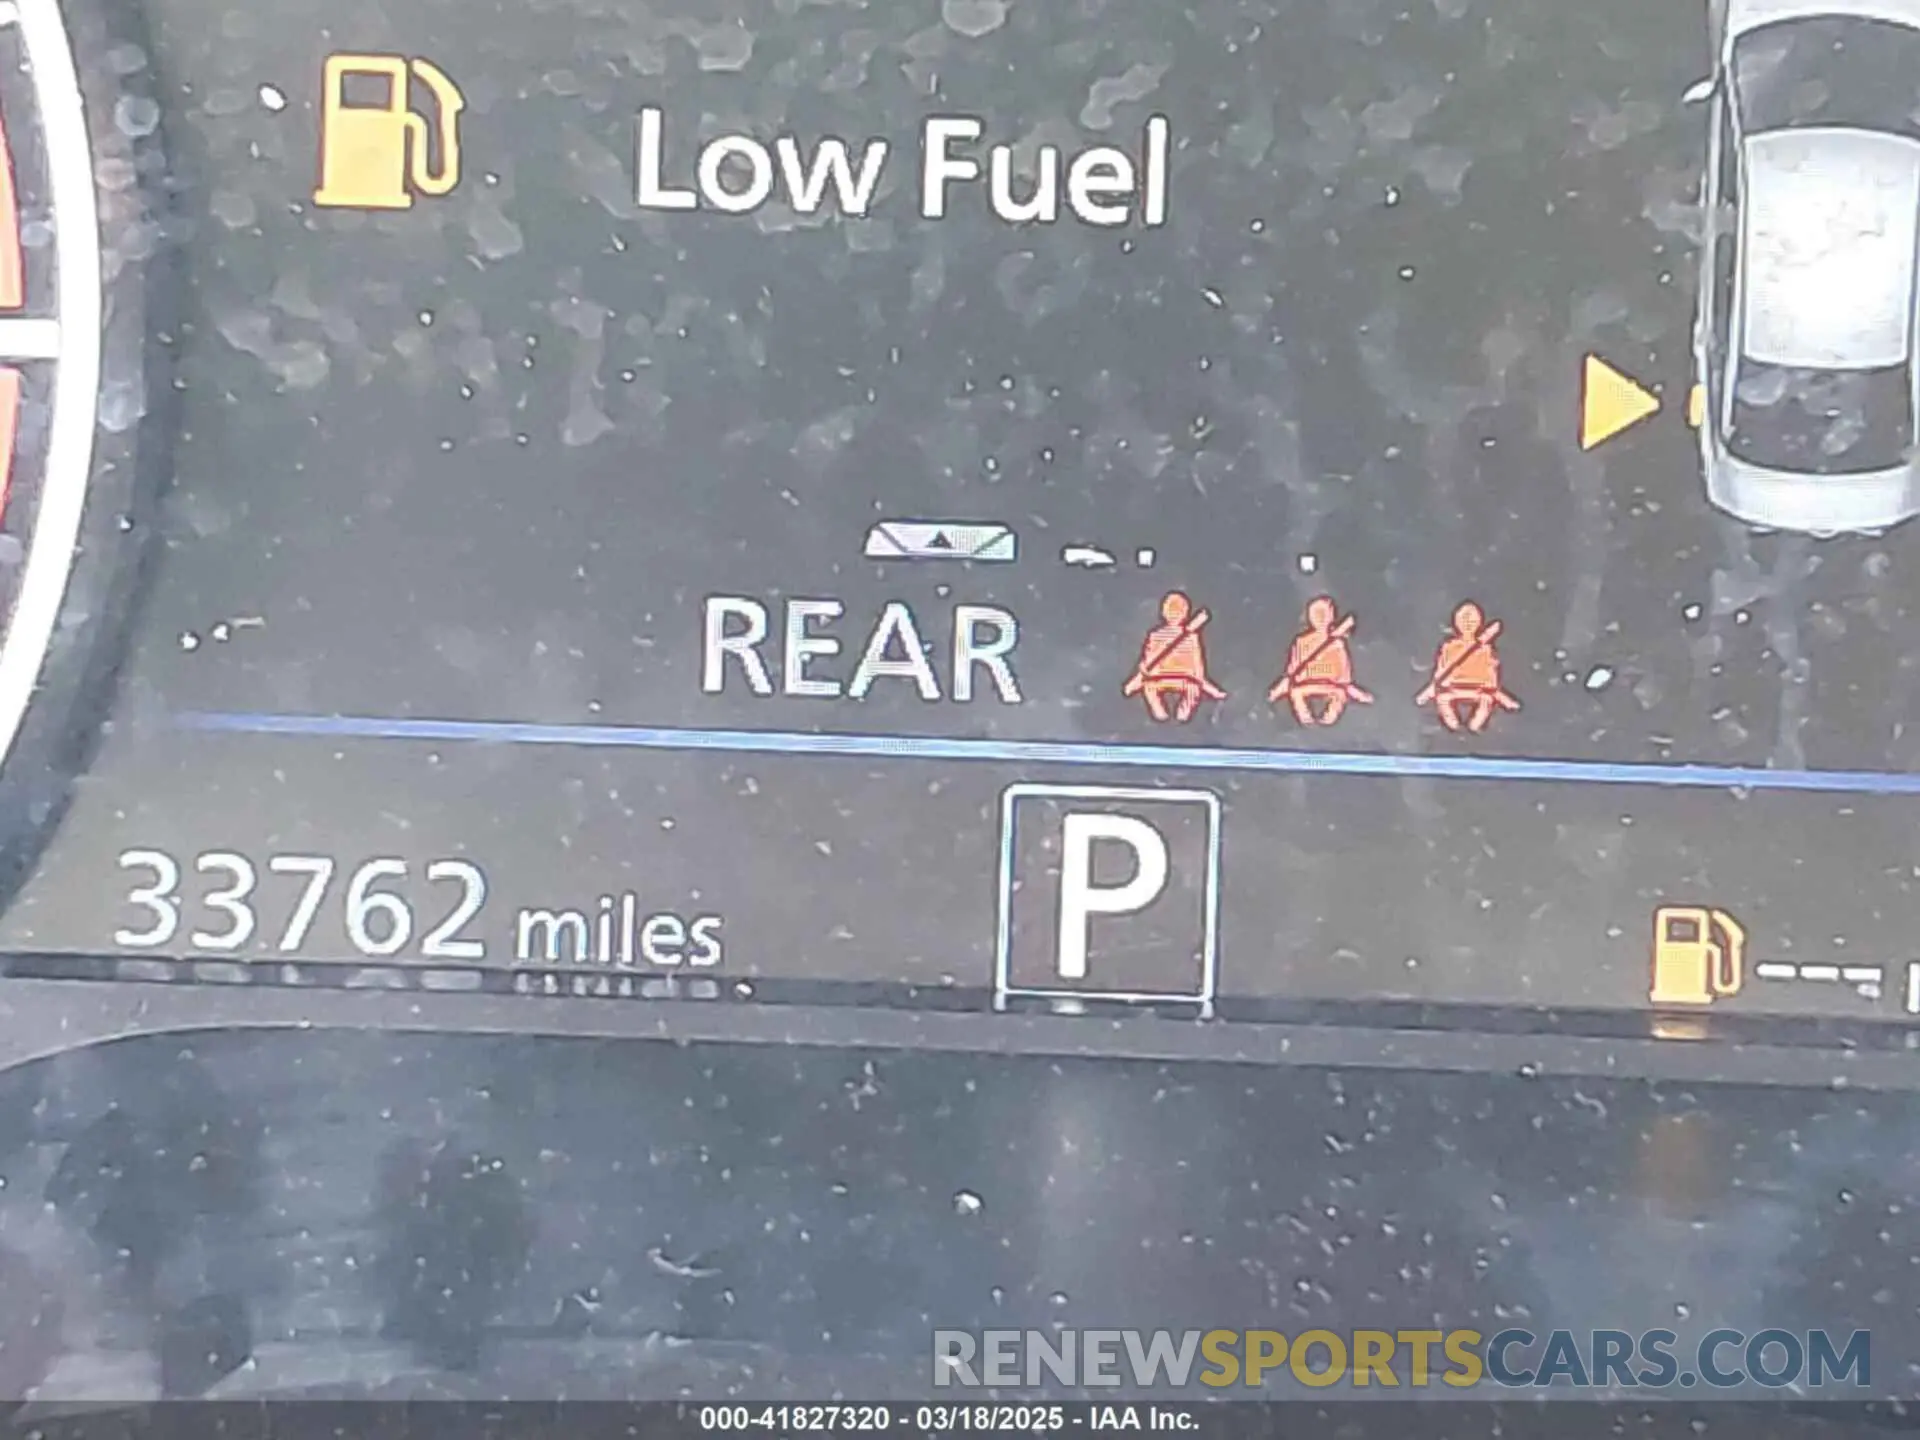 Low Fuel
REAR
33762 miles
P
---
RENEWSPORTSCARS.COM
000-41827320 - 03/18/2025 - IAA Inc.